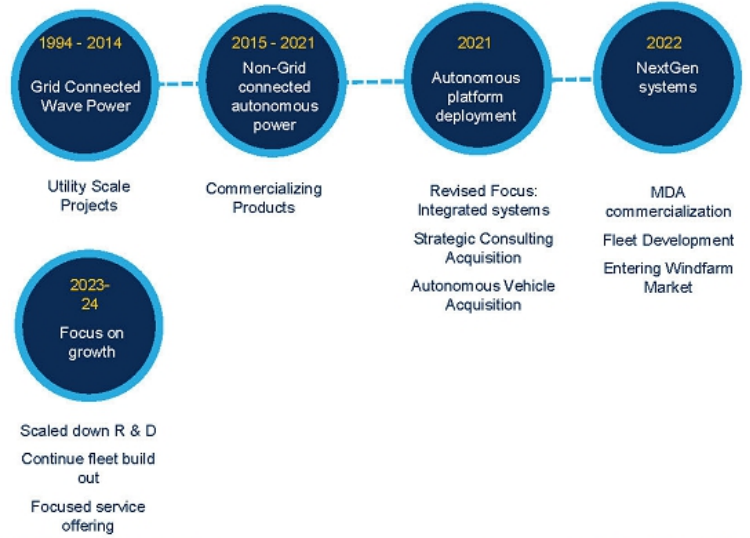 1994 - 2014
Grid Connected
Wave Power
Utility Scale
Projects
2015 - 2021
Non-Grid
connected
autonomous
power
Commercializing
Products
2021
Autonomous
platform
deployment
Revised Focus:
Integrated systems
Strategic Consulting
Acquisition
Autonomous Vehicle
Acquisition
2022
NextGen
systems
MDA
commercialization
Fleet Development
Entering Windfarm
Market
2023-
24
Focus on
growth
Scaled down R & D
Continue fleet build
out
Focused service
offering